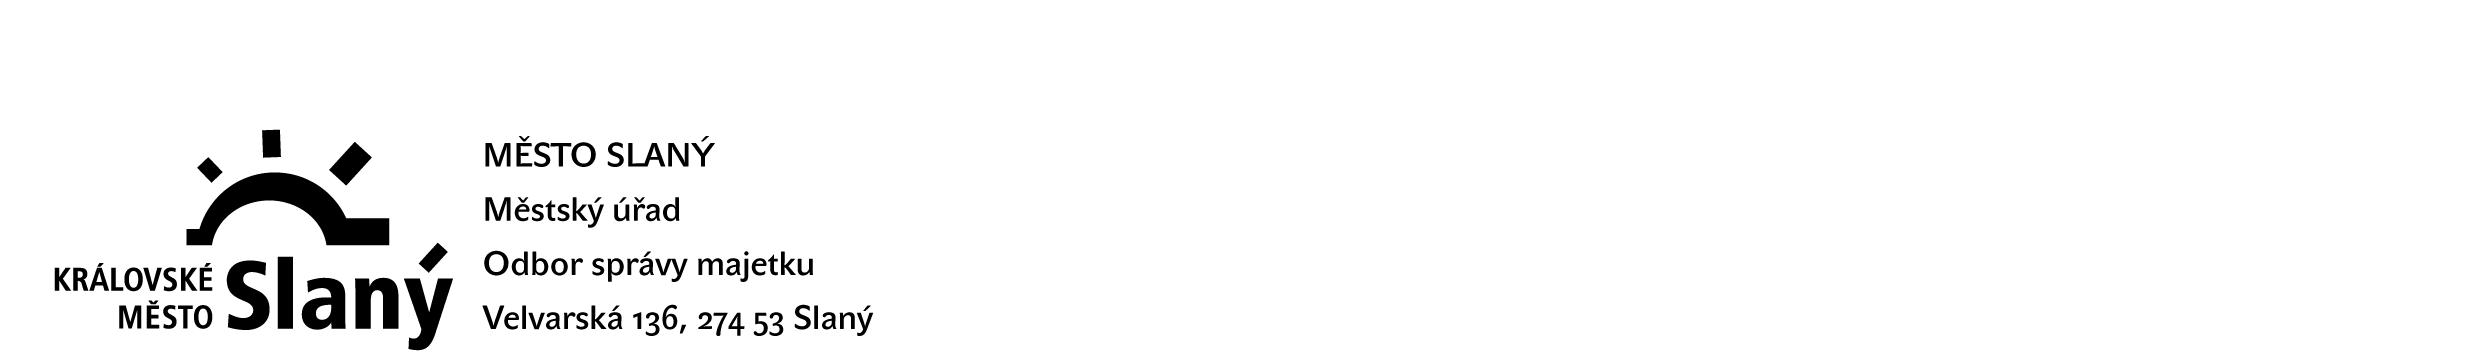 KRÁLOVSKÉ
MĚSTO
Slaný
MĚSTO SLANÝ
Městský úřad
Odbor správy majetku
Velvarská 136, 274 53 Slaný